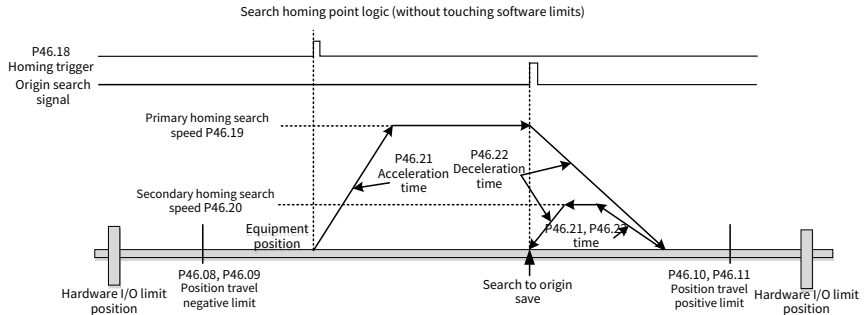 Search homing point logic (without touching software limits)
P46.18
Homing trigger
Origin search
signal
Primary homing search
speed P46.19
P46.21
Acceleration
time
P46.22
Deceleration
time
Secondary homing search
speed P46.20
Equipment
position
P46.21, P46.22
time
P46.08, P46.09
Position travel
negative limit
Hardware I/O limit
position
Search to origin
save
P46.10, P46.11
Position travel
positive limit
Hardware I/O limit
position